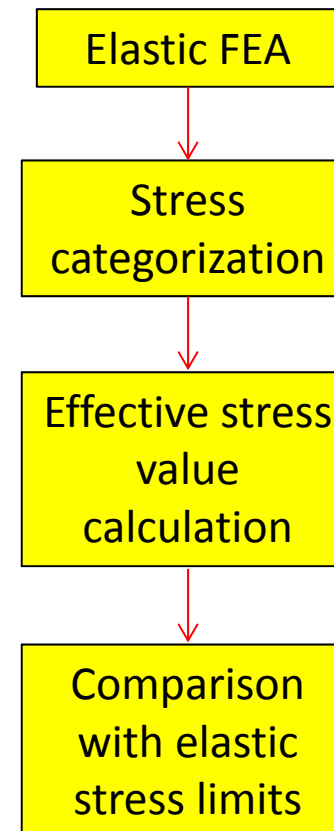 Elastic FEA
Stress
categorization
Effective stress
value
calculation
Comparison
with elastic
stress limits